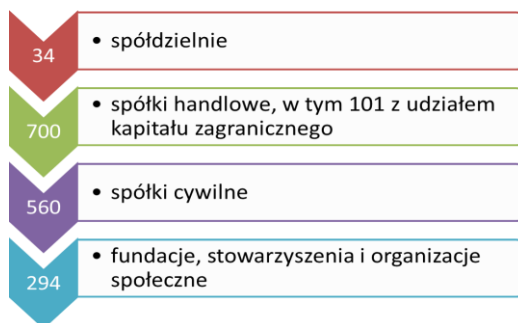 34
• spółdzielnie
700
• spółki handlowe, w tym 101 z udziałem
kapitału zagranicznego
560
• spółki cywilne
294
• fundacje, stowarzyszenia i organizacje
społeczne